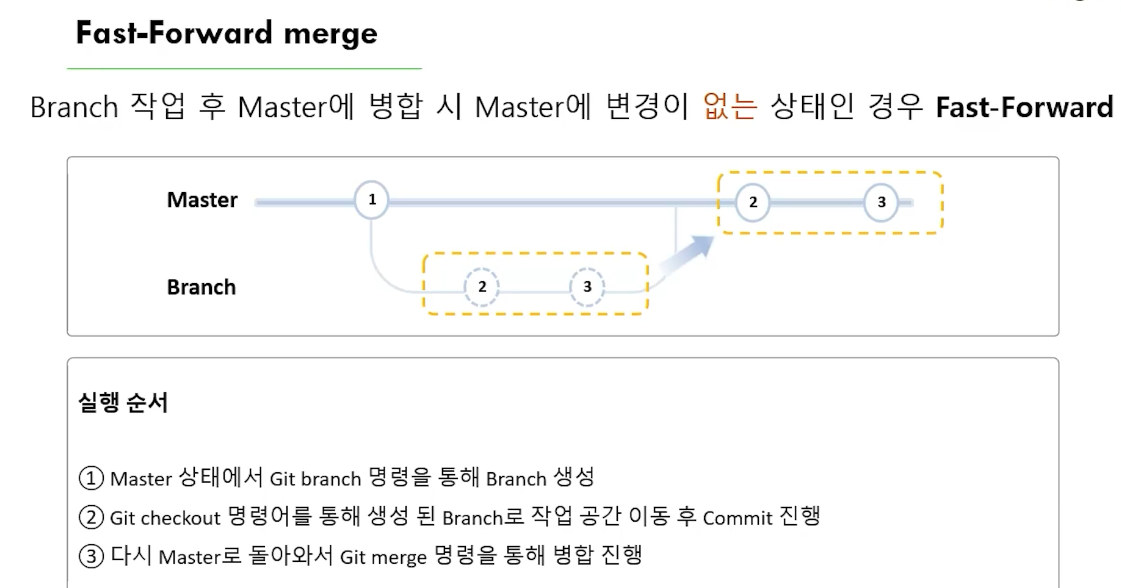 Fast-Forward merge
Branch 작업 후 Master에 병합 시 Master에 변경이 없는 상태인 경우 Fast-Forward
Master 1 2 3
Branch 2 3
실행 순서
① Master 상태에서 Git branch 명령을 통해 Branch 생성
② Git checkout 명령어를 통해 생성 된 Branch로 작업 공간 이동 후 Commit 진행
③ 다시 Master로 돌아와서 Git merge 명령을 통해 병합 진행